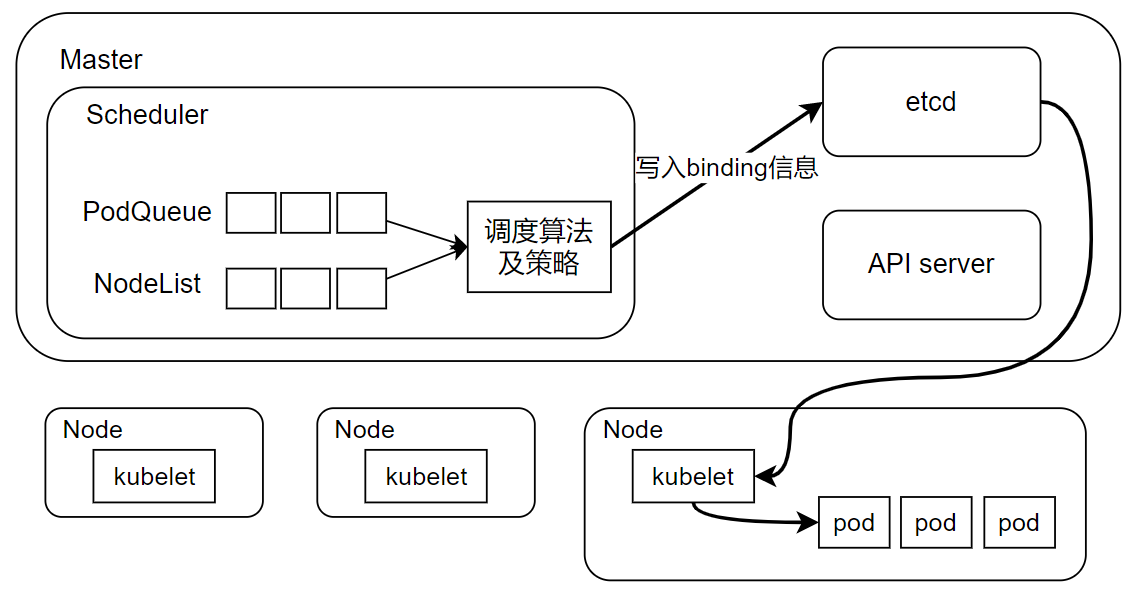 Master
Scheduler
etcd
写入binding信息
PodQueue
调度算法
及策略
NodeList
API server
Node
kubelet
Node
kubelet
Node
kubelet
pod
pod
pod